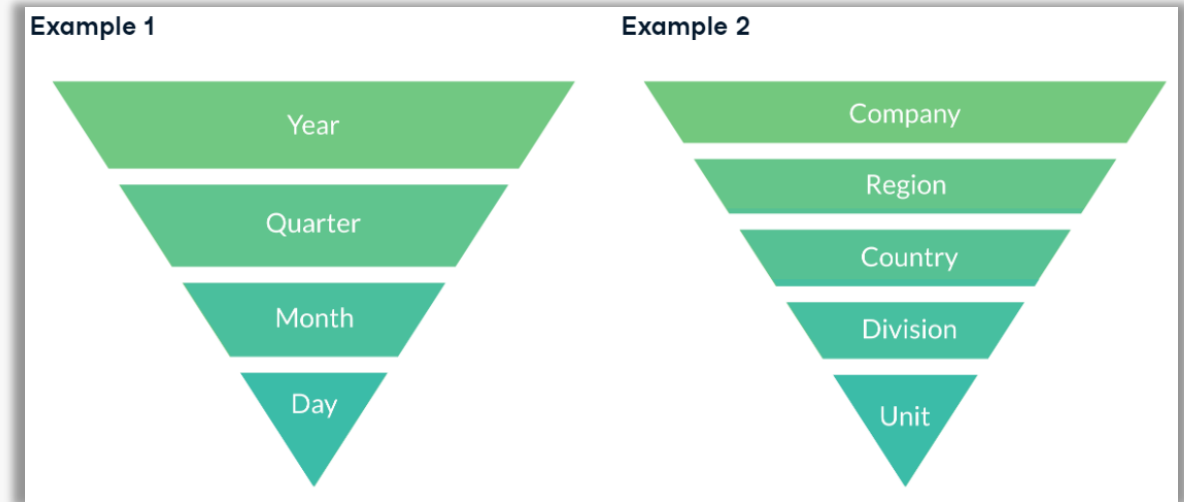 Example 1
Year
Quarter
Month
Day
Example 2
Company
Region
Country
Division
Unit